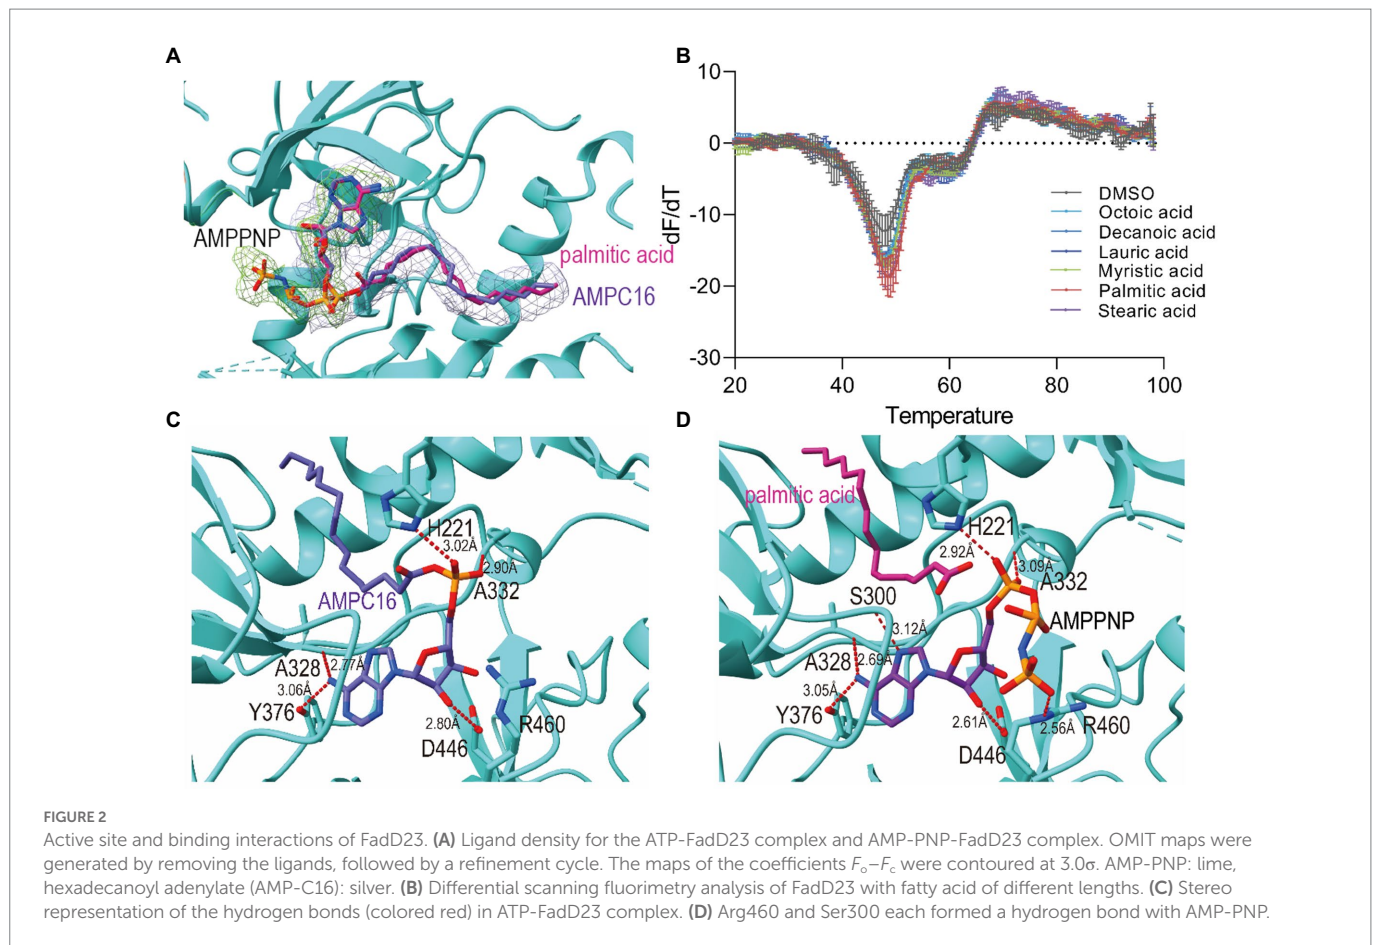 A
AMPPNP
palmitic acid
AMPC16
B
10
0
-10
-20
-30
dF/dT
20
40
60
80
100
Temperature
DMSO
Octoic acid
Decanoic acid
Lauric acid
Myristic acid
Palmitic acid
Stearic acid
C
H221
3.02Å
2.90Å
A332
AMPC16
A328
2.77Å
3.06Å
Y376
2.80Å
R460
D446
D
palmitic acid
H221
2.92Å
3.09Å
A332
S300
AMPPNP
3.12Å
A328
2.69Å
3.05Å
Y376
2.61Å
2.56Å
R460
D446
FIGURE 2
Active site and binding interactions of FadD23. (A) Ligand density for the ATP-FadD23 complex and AMP-PNP-FadD23 complex. OMIT maps were
generated by removing the ligands, followed by a refinement cycle. The maps of the coefficients Fo–Fc were contoured at 3.0σ. AMP-PNP: lime,
hexadecanoyl adenylate (AMP-C16): silver. (B) Differential scanning fluorimetry analysis of FadD23 with fatty acid of different lengths. (C) Stereo
representation of the hydrogen bonds (colored red) in ATP-FadD23 complex. (D) Arg460 and Ser300 each formed a hydrogen bond with AMP-PNP.